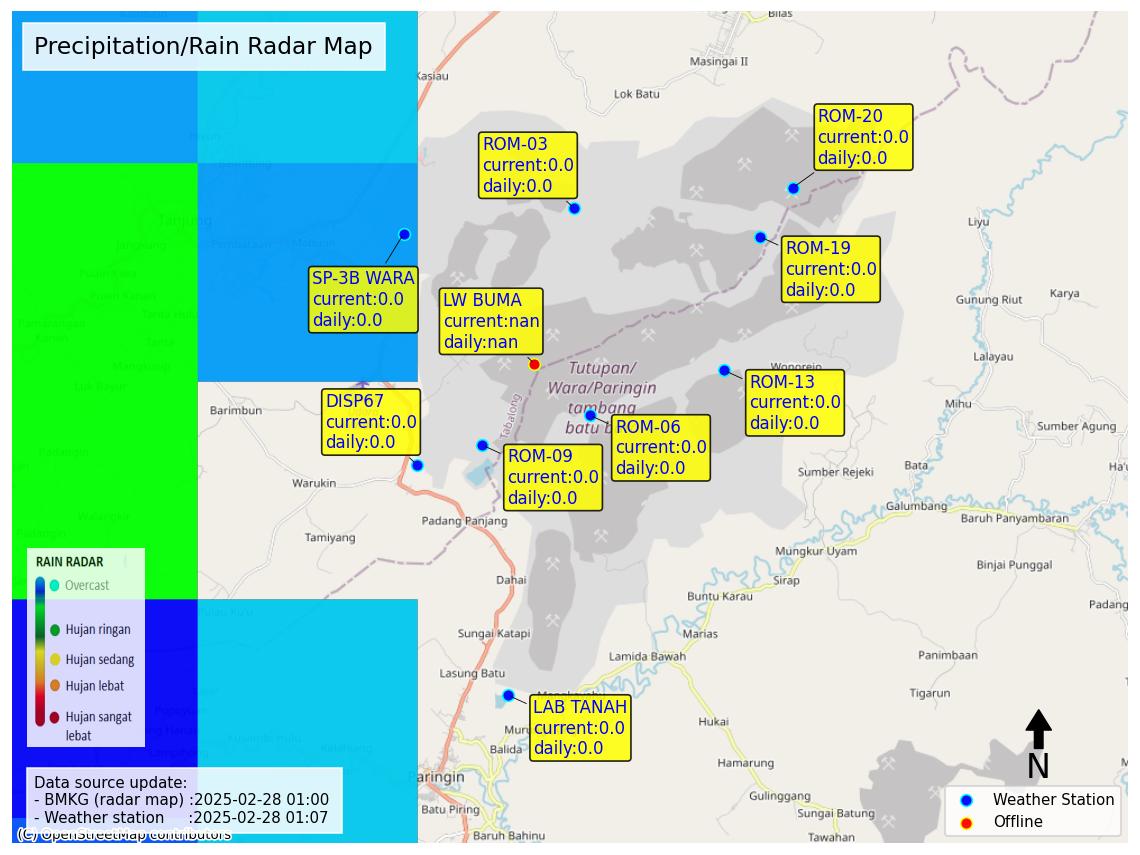 Precipitation/Rain Radar Map
Bilas
Masingai II
Kasiau
Lok Batu
ROM-20
current:0.0
daily:0.0
ROM-03
current:0.0
daily:0.0
Tanjung
Liyu
ROM-19
current:0.0
daily:0.0
SP-3B WARA
current:0.0
daily:0.0
LW BUMA
current:nan
daily:nan
Gunung Riut
Karya
Lalayau
Wonorejo
Tutupan/
Wara/Paringin
tambang
batu b
ROM-13
current:0.0
daily:0.0
DISP67
current:0.0
daily:0.0
Barimbun
Tabalong
Mihu
Sumber Agung
ROM-06
current:0.0
daily:0.0
ROM-09
current:0.0
daily:0.0
Warukin
Sumber Rejeki
Bata
Galumbang
Baruh Panyambaran
Padang Panjang
Tamiyang
Mungkur Uyam
Binjai Punggal
Dahai
Sirap
Buntu Karau
Padang
RAIN RADAR
Overcast
Hujan ringan
Hujan sedang
Hujan lebat
Hujan sangat
lebat
Sungai Katapi
Marias
Lamida Bawah
Panimbaan
Lasung Batu
Tigarun
LAB TANAH
current:0.0
daily:0.0
Hukai
Balida
Hamarung
Paringin
Gulinggang
Batu Piring
Sungai Batung
Baruh Bahinu
Tawahan
Data source update:
- BMKG (radar map) :2025-02-28 01:00
- Weather station :2025-02-28 01:07
(C) OpenStreetMap contributors
N
Weather Station
Offline